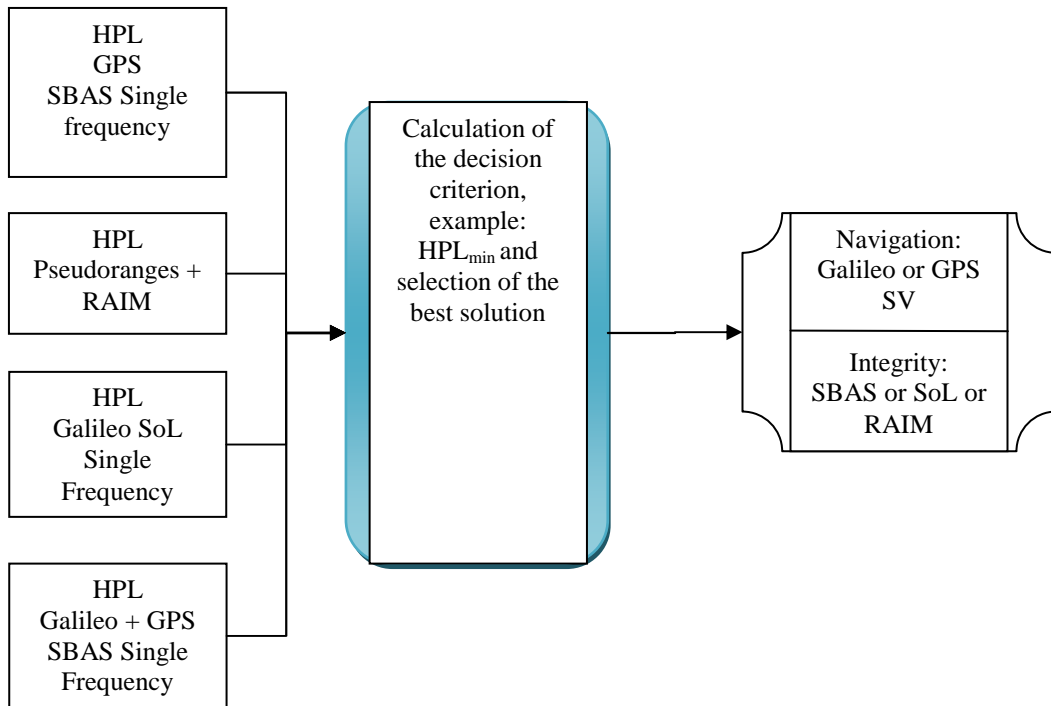 HPL
GPS
SBAS Single
frequency
HPL
Pseudoranges +
RAIM
HPL
Galileo SoL
Single
Frequency
HPL
Galileo + GPS
SBAS Single
Frequency
Calculation of
the decision
criterion,
example:
HPLmin and
selection of the
best solution
Navigation:
Galileo or GPS
SV
Integrity:
SBAS or SoL or
RAIM